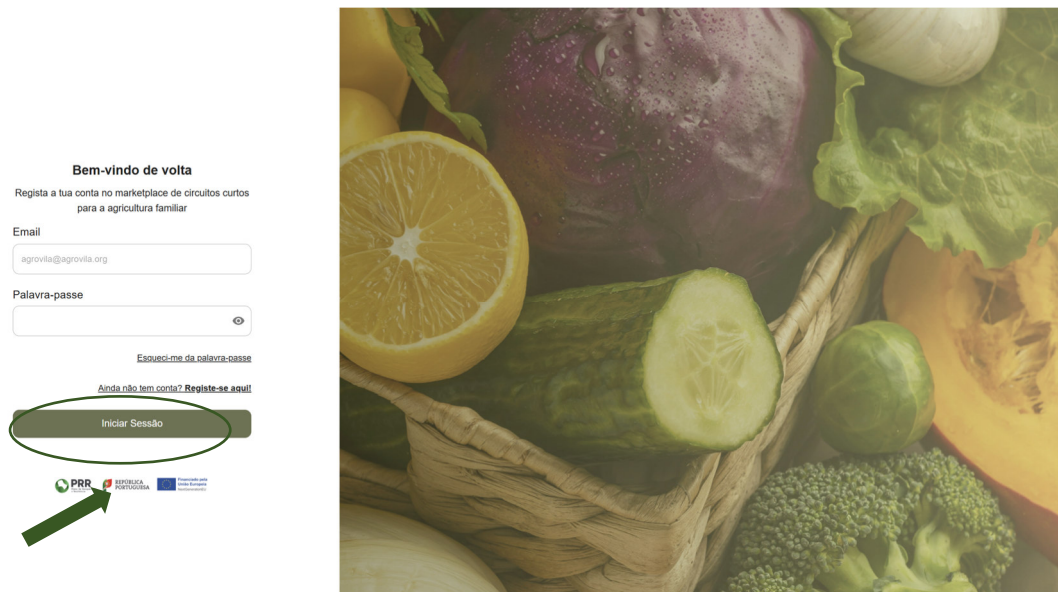 Bem-vindo de volta
Regista a tua conta no marketplace de circuitos curtos
para a agricultura familiar
Email
agrovila@agrovila.org
Palavra-passe
Esqueci-me da palavra-passe
Ainda não tem conta? Registe-se aqui!
Iniciar Sessão
PRR
REPÚBLICA
PORTUGUESA
Financiado pela
União Europeia